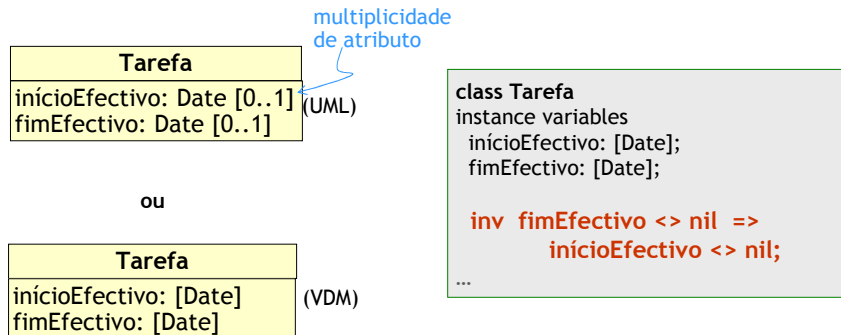 multiplicidade
de atributo
Tarefa
inícioEfectivo: Date [0..1]
fimEfectivo: Date [0..1]
(UML)
ou
Tarefa
inícioEfectivo: [Date]
fimEfectivo: [Date]
(VDM)
class Tarefa
instance variables
inícioEfectivo: [Date];
fimEfectivo: [Date];
inv fimEfectivo <> nil =>
inícioEfectivo <> nil;
...